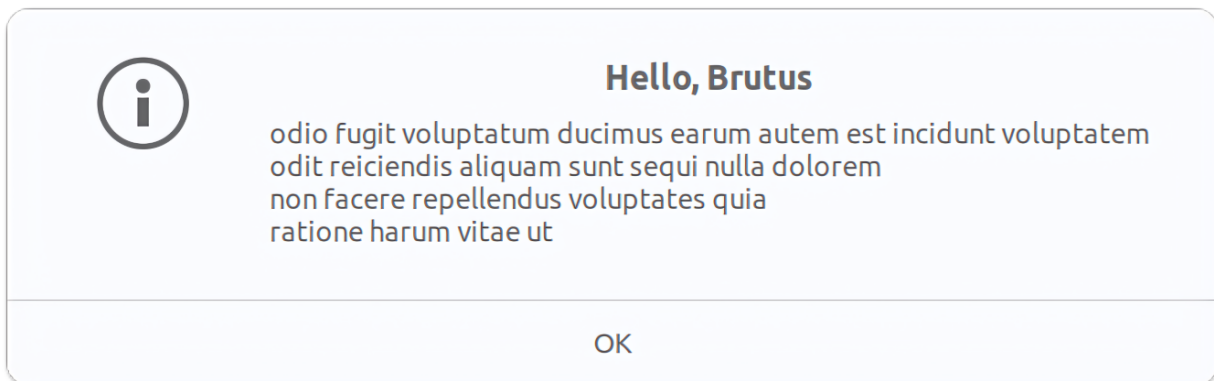 Hello, Brutus
odio fugit voluptatum ducimus earum autem est incidunt voluptatem
odit reiciendis aliquam sunt sequi nulla dolorem
non facere repellendus voluptates quia
ratione harum vitae ut
OK